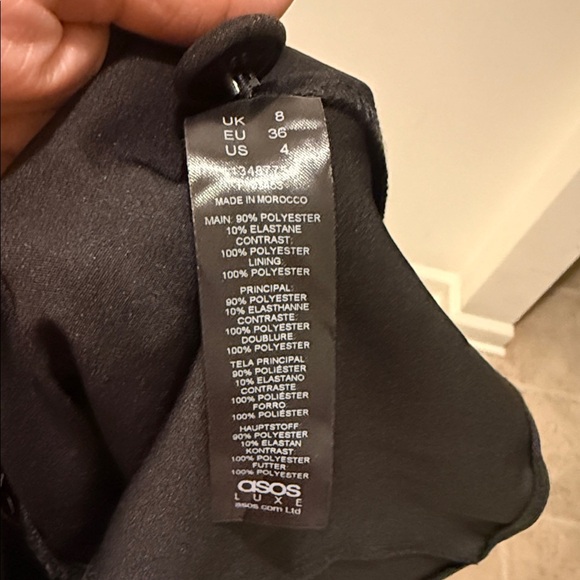 UK 8
EU 36
US 4
MADE IN MOROCCO
MAIN: 90% POLYESTER
10% ELASTANE
CONTRAST:
100% POLYESTER
LINING:
100% POLYESTER
PRINCIPAL:
90% POLYESTER
10% ELASTHANNE
CONTRASTE:
100% POLYESTER
DOUBLURE:
100% POLYESTER
TELA PRINCIPAL:
90% POLIÉSTER
10% ELASTANO
CONTRASTE
100% POLIÉSTER
FORRO
100% POLIÉSTER
HAUPTSTOFF:
90% POLYESTER
10% ELASTAN
KONTRAST:
100% POLYESTER
FUTTER:
100% POLYESTER
asos
LUXE
asos.com Ltd